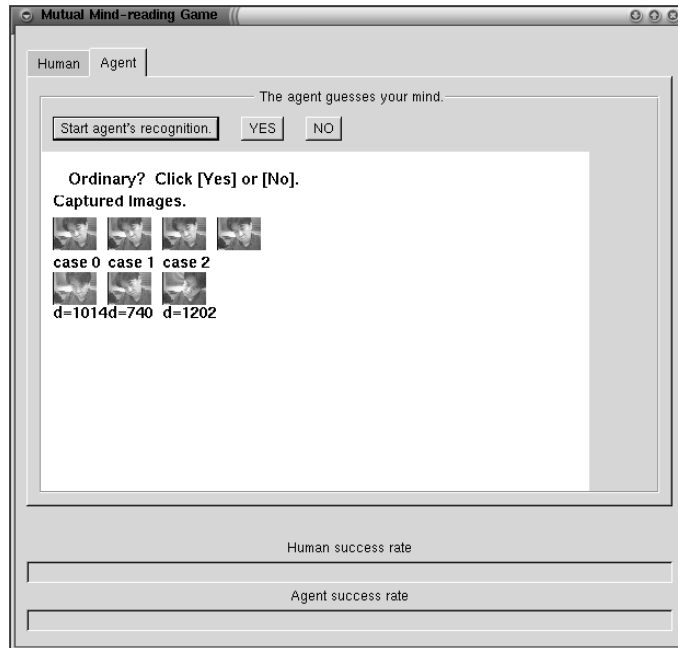 Mutual Mind-reading Game
Human Agent
The agent guesses your mind.
Start agent's recognition. YES NO
Ordinary? Click [Yes] or [No].
Captured Images.
case 0 case 1 case 2
d=1014d=740 d=1202
Human success rate
Agent success rate